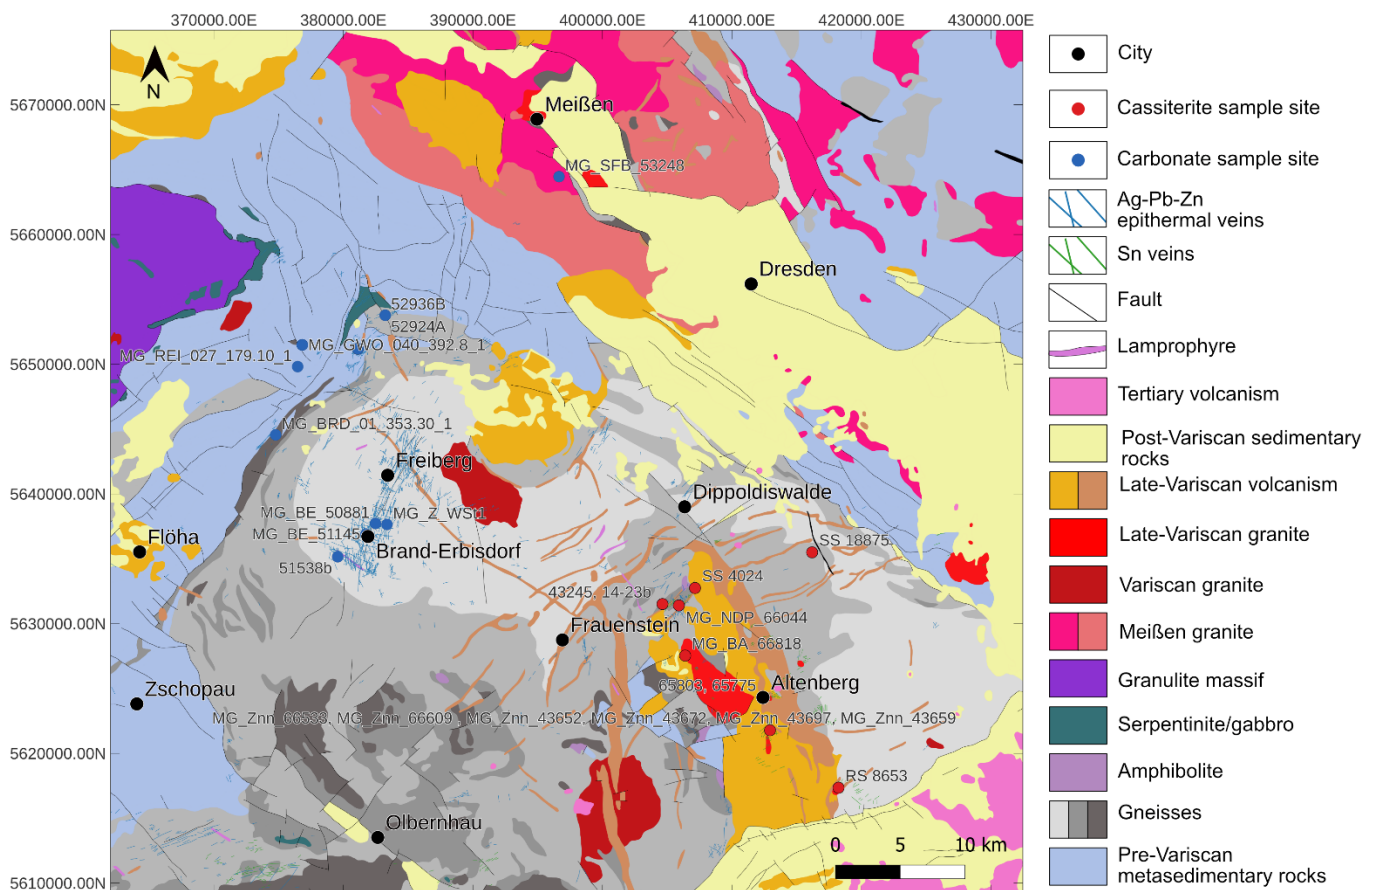 370000.00E 380000.00E 390000.00E 400000.00E 410000.00E 420000.00E 430000.00E
5670000.00N
5660000.00N
5650000.00N
5640000.00N
5630000.00N
5620000.00N
5610000.00N
N
Meißen
MG_SFB_53248
Dresden
52936B
52924A
MG_GWO_040_392.8_1
MG_REI_027_179.10_1
MG_BRD_01_353.30_1
Freiberg
Dippoldiswalde
MG_BE_50881
MG_Z_WSt1
MG_BE_51145
Flöha
Brand-Erbisdorf
SS 18875
51538b
SS 4024
43245, 14-23b
MG_NDP_66044
Frauenstein
MG_BA_66818
65803, 65775
Altenberg
Zschopau
MG_Znn_66533, MG_Znn_66609 , MG_Znn_43652, MG_Znn_43672, MG_Znn_43697, MG_Znn_43659
RS 8653
Olbernhau
0 5 10 km
City
Cassiterite sample site
Carbonate sample site
Ag-Pb-Zn
epithermal veins
Sn veins
Fault
Lamprophyre
Tertiary volcanism
Post-Variscan sedimentary
rocks
Late-Variscan volcanism
Late-Variscan granite
Variscan granite
Meißen granite
Granulite massif
Serpentinite/gabbro
Amphibolite
Gneisses
Pre-Variscan
metasedimentary rocks